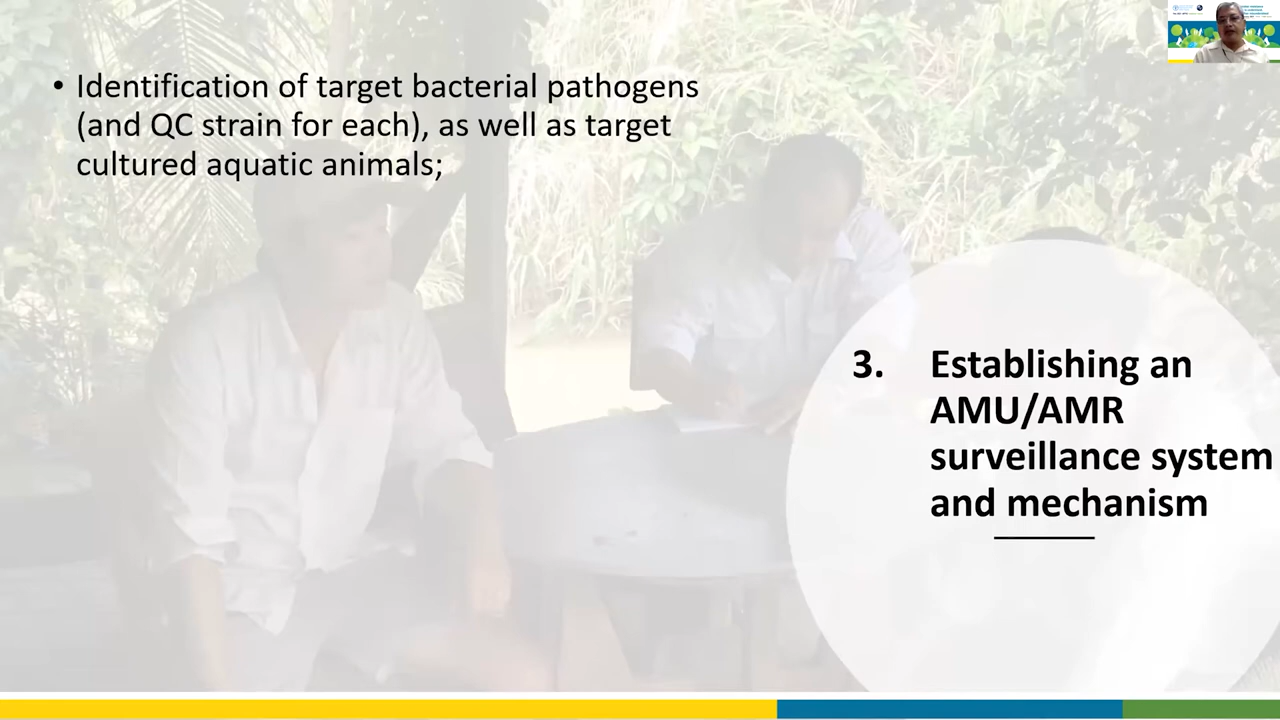 • Identification of target bacterial pathogens
(and QC strain for each), as well as target
cultured aquatic animals;
3. Establishing an
AMU/AMR
surveillance system
and mechanism